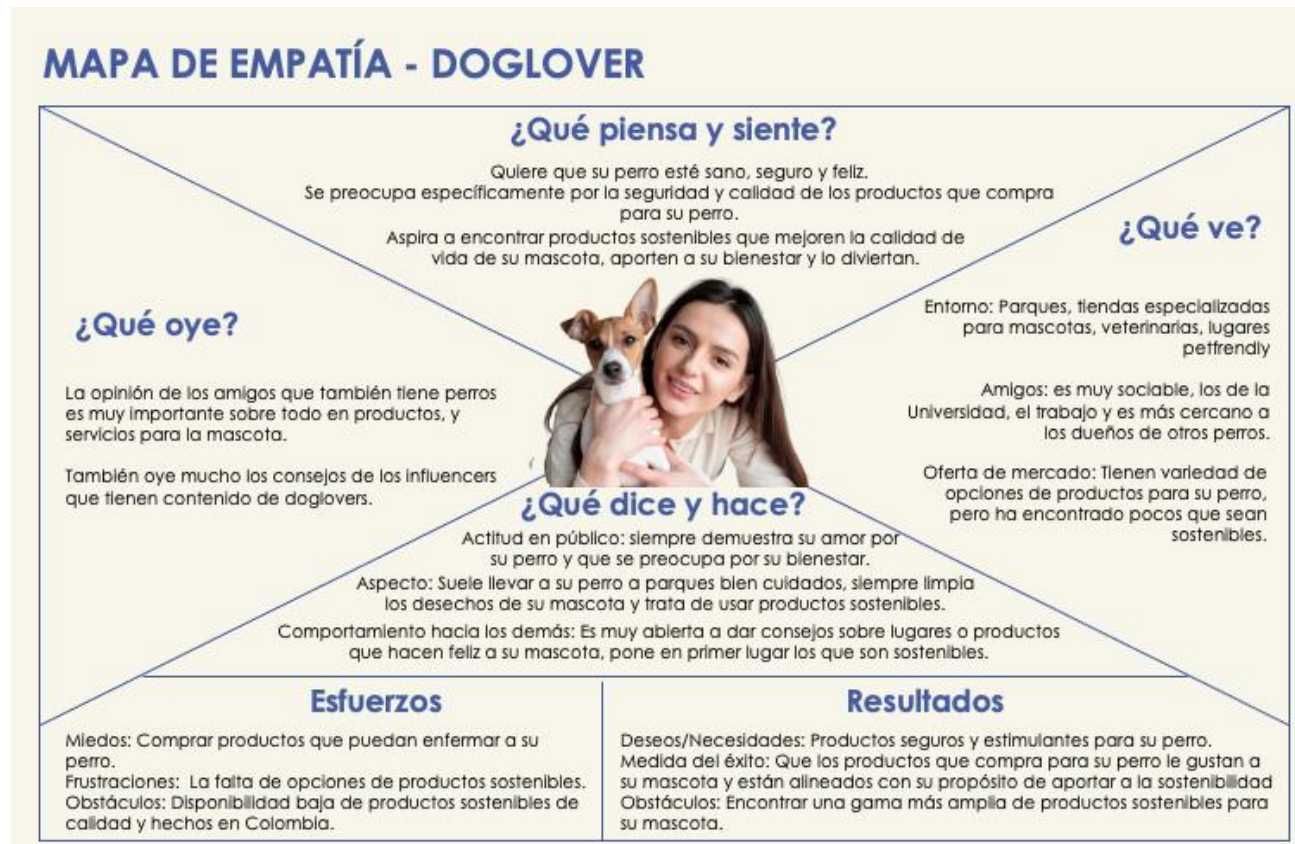 MAPA DE EMPATÍA - DOGLOVER
¿Qué piensa y siente?
Quiere que su perro esté sano, seguro y feliz.
Se preocupa específicamente por la seguridad y calidad de los productos que compra
para su perro.
Aspira a encontrar productos sostenibles que mejoren la calidad de
vida de su mascota, aporten a su bienestar y lo diviertan.
¿Qué ve?
Entorno: Parques, tiendas especializadas
para mascotas, veterinarias, lugares
petfrendly
Amigos: es muy sociable, los de la
Universidad, el trabajo y es más cercano a
los dueños de otros perros.
Oferta de mercado: Tienen variedad de
opciones de productos para su perro,
pero ha encontrado pocos que sean
sostenibles.
¿Qué oye?
La opinión de los amigos que también tiene perros
es muy importante sobre todo en productos, y
servicios para la mascota.
También oye mucho los consejos de los influencers
que tienen contenido de doglovers.
¿Qué dice y hace?
Actitud en público: siempre demuestra su amor por
su perro y que se preocupa por su bienestar.
Aspecto: Suele llevar a su perro a parques bien cuidados, siempre limpia
los desechos de su mascota y trata de usar productos sostenibles.
Comportamiento hacia los demás: Es muy abierta a dar consejos sobre lugares o productos
que hacen feliz a su mascota, pone en primer lugar los que son sostenibles.
Esfuerzos
Miedos: Comprar productos que puedan enfermar a su
perro.
Frustraciones: La falta de opciones de productos sostenibles.
Obstáculos: Disponibilidad baja de productos sostenibles de
calidad y hechos en Colombia.
Resultados
Deseos/Necesidades: Productos seguros y estimulantes para su perro.
Medida del éxito: Que los productos que compra para su perro le gustan a
su mascota y están alineados con su propósito de aportar a la sostenibilidad
Obstáculos: Encontrar una gama más amplia de productos sostenibles para
su mascota.